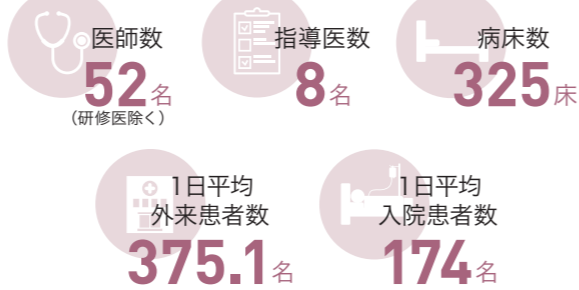 医師数
52名
（研修医除く）
指導医数
8名
病床数
325床
1日平均
外来患者数
375.1名
1日平均
入院患者数
174名